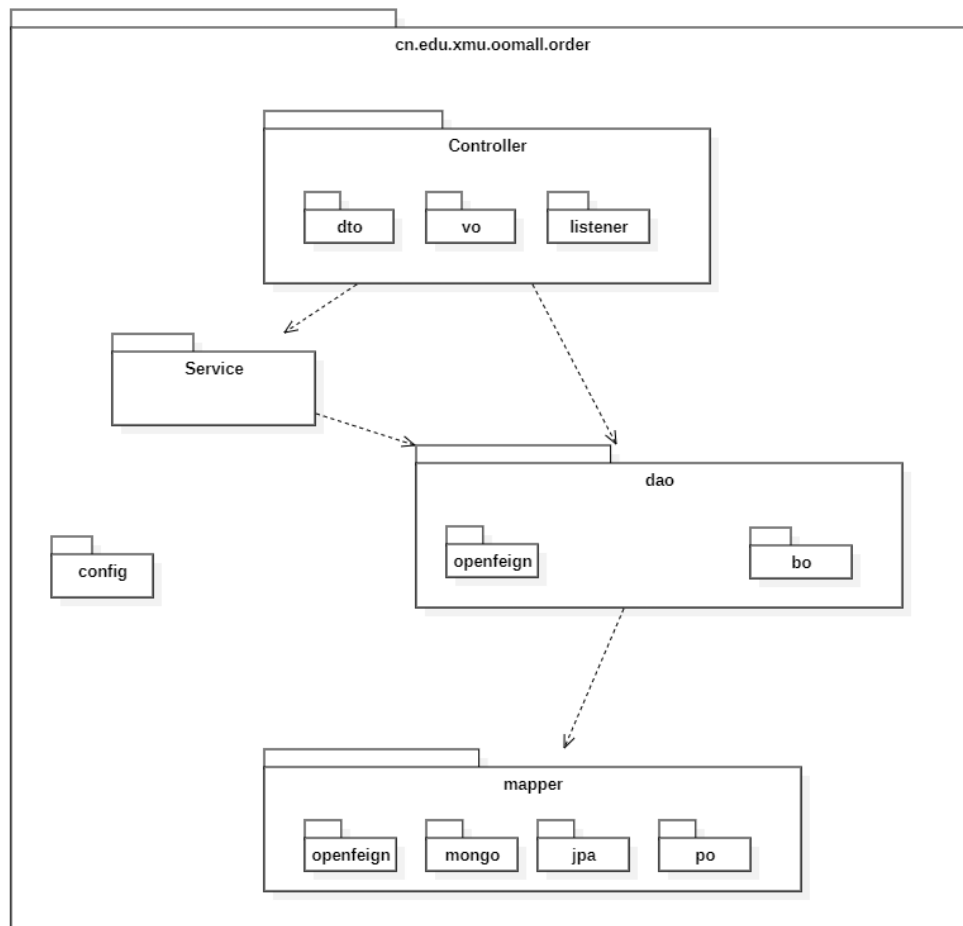 cn.edu.xmu.oomall.order
Controller
dto
vo
listener
Service
dao
openfeign
bo
config
mapper
openfeign
mongo
jpa
po